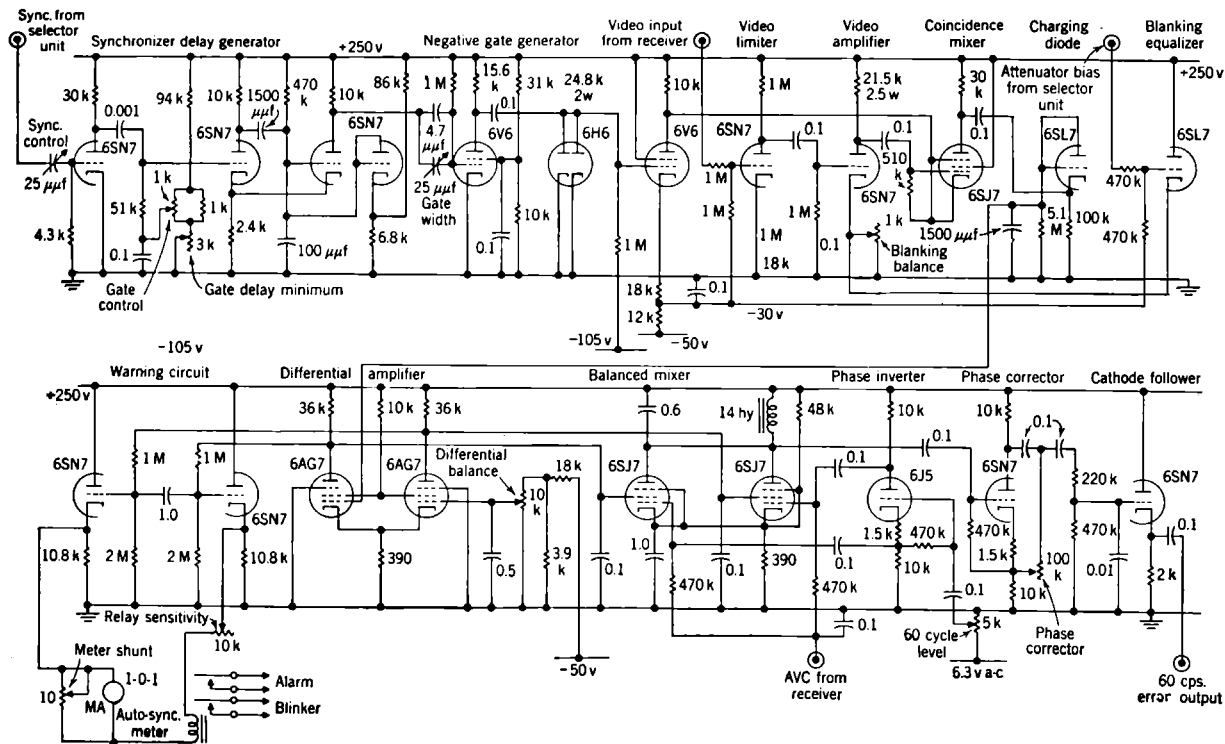 Sync. from
selector
unit
Synchronizer delay generator
+250 v
Negative gate generator
Video input
from receiver
Video
limiter
Video
amplifier
Coincidence
mixer
Charging
diode
Blanking
equalizer
+250 v
Attenuator bias
from selector
unit
30 k
0.001
6SN7
Sync.
control
25 μμf
4.3 k
51 k
0.1
1 k
94 k
1 k
3 k
Gate
control
Gate delay minimum
10 k
1500
μμf
2.4 k
470
k
100 μμf
10 k
6SN7
86 k
6.8 k
4.7
μμf
25 μμf
Gate
width
1 M
15.6
k
0.1
31 k
6V6
0.1
10 k
24.8 k
2w
6H6
1 M
-105 v
10 k
6V6
18 k
12 k
-50 v
0.1
-30 v
1 M
6SN7
1 M
1 M
1 M
18 k
0.1
1 M
21.5 k
2.5 w
0.1
510
k
6SN7
1 k
0.1
Blanking
balance
30
k
0.1
6SJ7
1500
μμf
6SL7
5.1
M
100 k
470 k
470 k
6SL7
-105 v
Warning circuit
Differential
amplifier
Balanced mixer
Phase inverter
Phase corrector
Cathode follower
+250 v
6SN7
1 M
1 M
1.0
6SN7
10.8 k
2 M
2 M
10.8 k
Relay sensitivity
10 k
Meter shunt
10
1-0-1
MA
Auto-sync.
meter
Alarm
Blinker
36 k
10 k
36 k
6AG7
6AG7
390
Differential
balance
10
k
18 k
3.9
k
0.5
-50 v
0.1
0.6
14 hy
48 k
6SJ7
6SJ7
1.0
470 k
0.1
390
470 k
0.1
0.1
0.1
AVC from
receiver
10 k
6J5
1.5 k
470 k
10 k
0.1
5 k
60 cycle
level
6.3 v a-c
0.1
10 k
0.1
6SN7
470 k
1.5 k
10 k
100
k
Phase
corrector
220 k
470 k
0.01
6SN7
0.1
2 k
60 cps.
error output